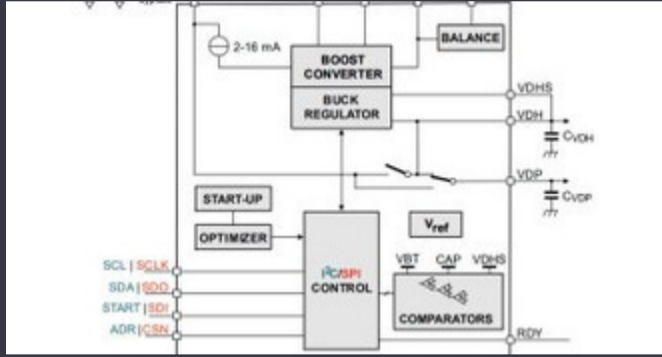 2-16 mA
BALANCE
BOOST
CONVERTER
BUCK
REGULATOR
VDHS
VDH
CVDH
VDP
CVDP
START-UP
OPTIMIZER
Vref
SCL | SCLK
SDA | SDO
START | SDI
ADR | CSN
I²C/SPI
CONTROL
VBT CAP VDHS
COMPARATORS
RDY